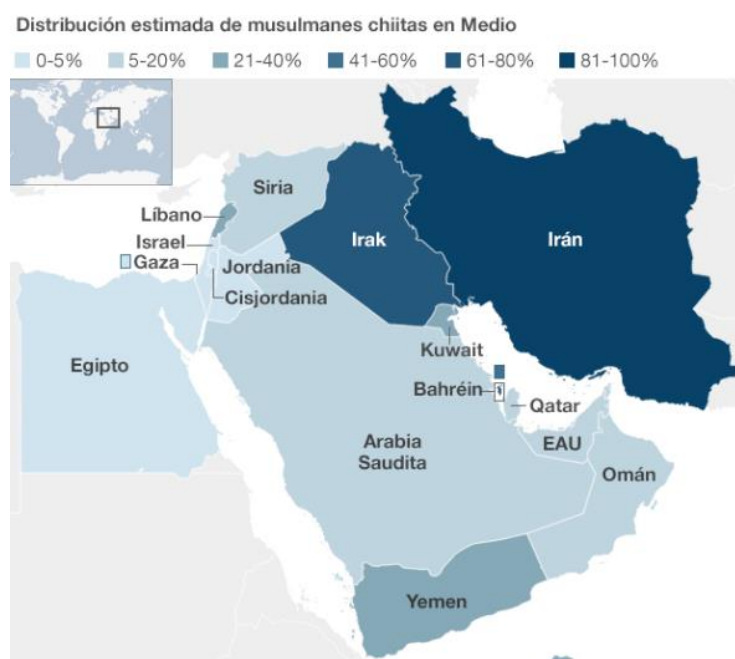 Distribución estimada de musulmanes chiitas en Medio
0-5% 5-20% 21-40% 41-60% 61-80% 81-100%
Siria
Líbano
Irak
Irán
Israel
Gaza
Jordania
Cisjordania
Kuwait
Egipto
Bahréin
Qatar
Arabia
Saudita
EAU
Omán
Yemen